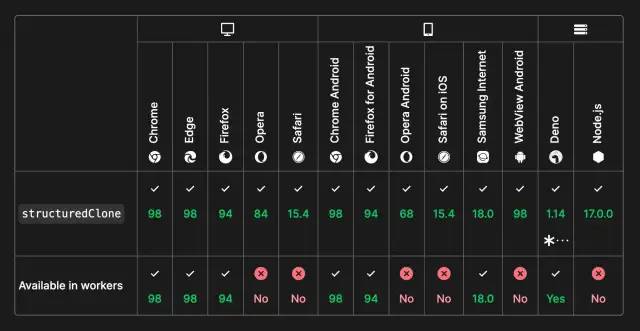 Chrome
Edge
Firefox
Opera
Safari
Chrome Android
Firefox for Android
Opera Android
Safari on iOS
Samsung Internet
WebView Android
Deno
Node.js
structuredClone 98 98 94 84 15.4 98 94 68 15.4 18.0 98 1.14 17.0.0
Available in workers
98 98 94 No No 98 94 No No 18.0 No Yes No